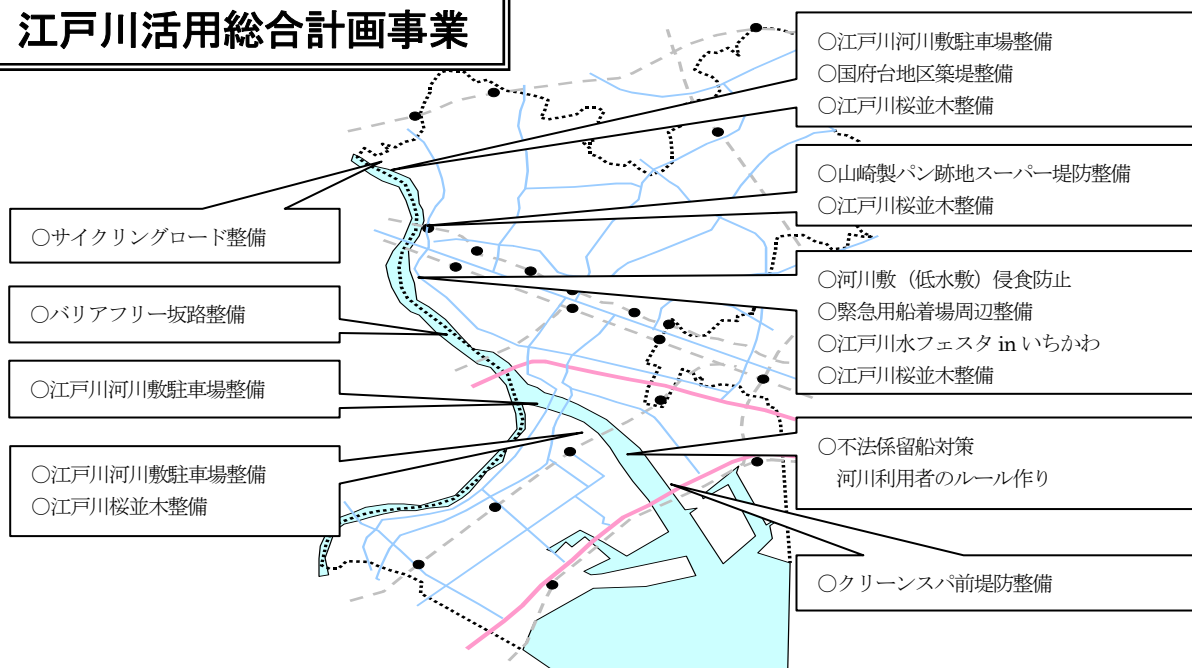 江戸川活用総合計画事業
○江戸川河川敷駐車場整備
○国府台地区築堤整備
○江戸川桜並木整備
○山崎製パン跡地スーパー堤防整備
○江戸川桜並木整備
○サイクリングロード整備
○河川敷（低水敷）侵食防止
○緊急用船着場周辺整備
○江戸川水フェスタ in いちかわ
○江戸川桜並木整備
○バリアフリー坂路整備
○江戸川河川敷駐車場整備
○江戸川河川敷駐車場整備
○江戸川桜並木整備
○不法係留船対策
河川利用者のルール作り
○クリーンスパ前堤防整備